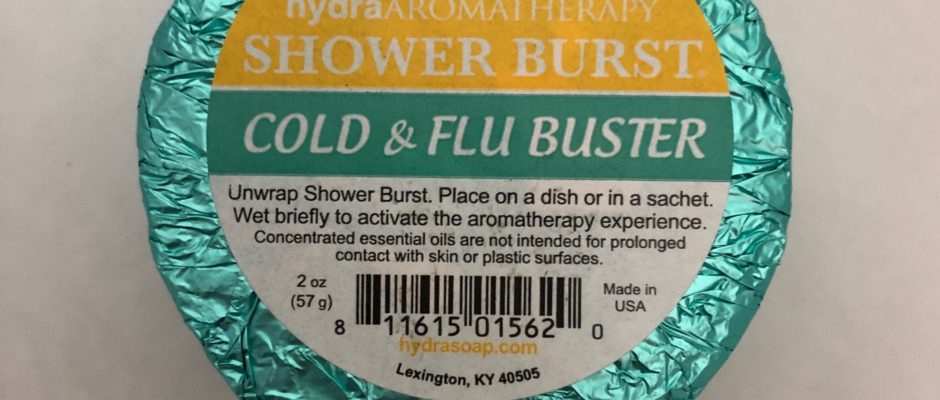 hydraAROMATHERAPY
SHOWER BURST®
COLD & FLU BUSTER
Unwrap Shower Burst. Place on a dish or in a sachet.
Wet briefly to activate the aromatherapy experience.
Concentrated essential oils are not intended for prolonged
contact with skin or plastic surfaces.
2 oz
(57 g)
Made in
USA
8 11615 01562 0
hydrasoap.com
Lexington, KY 40505